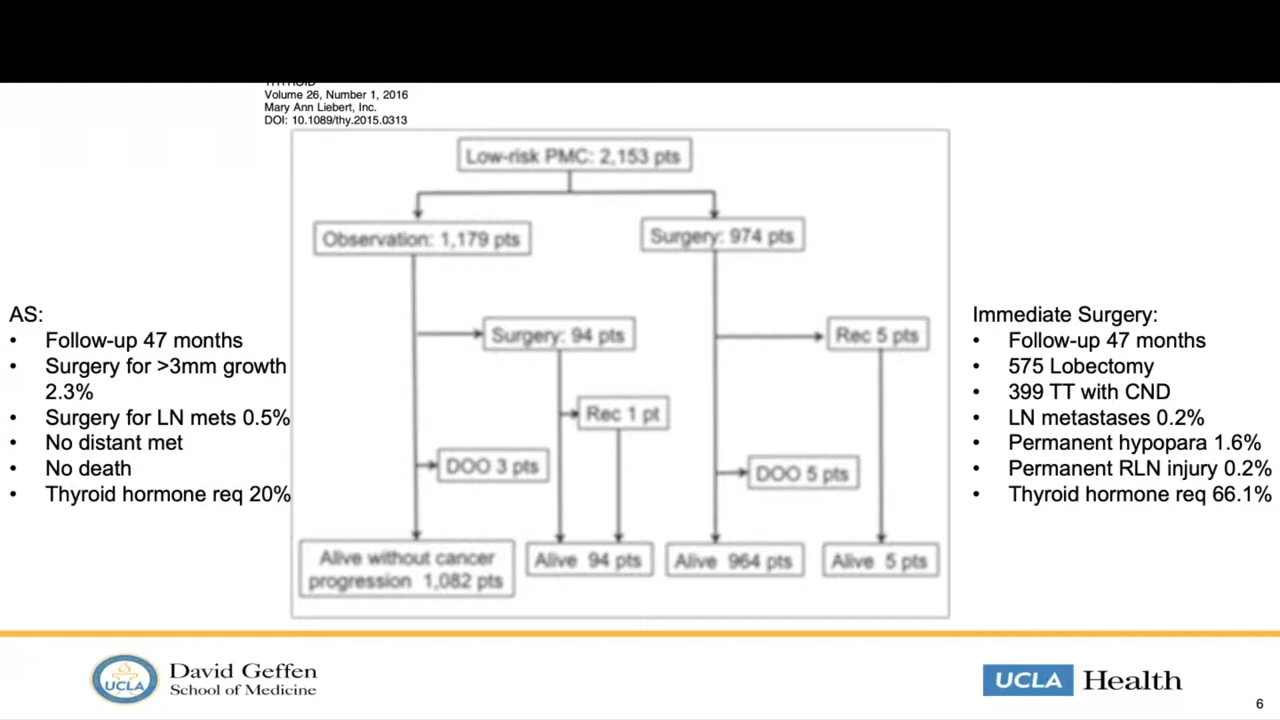 Volume 26, Number 1, 2016
Mary Ann Liebert, Inc.
DOI: 10.1089/thy.2015.0313
Low-risk PMC: 2,153 pts
Observation: 1,179 pts
Surgery: 974 pts
AS:
• Follow-up 47 months
• Surgery for >3mm growth
2.3%
• Surgery for LN mets 0.5%
• No distant met
• No death
• Thyroid hormone req 20%
Surgery: 94 pts
Rec 5 pts
Rec 1 pt
DOO 3 pts
DOO 5 pts
Alive without cancer
progression 1,082 pts
Alive 94 pts
Alive 964 pts
Alive 5 pts
Immediate Surgery:
• Follow-up 47 months
• 575 Lobectomy
• 399 TT with CND
• LN metastases 0.2%
• Permanent hypopara 1.6%
• Permanent RLN injury 0.2%
• Thyroid hormone req 66.1%
UCLA
David Geffen
School of Medicine
UCLA Health
6